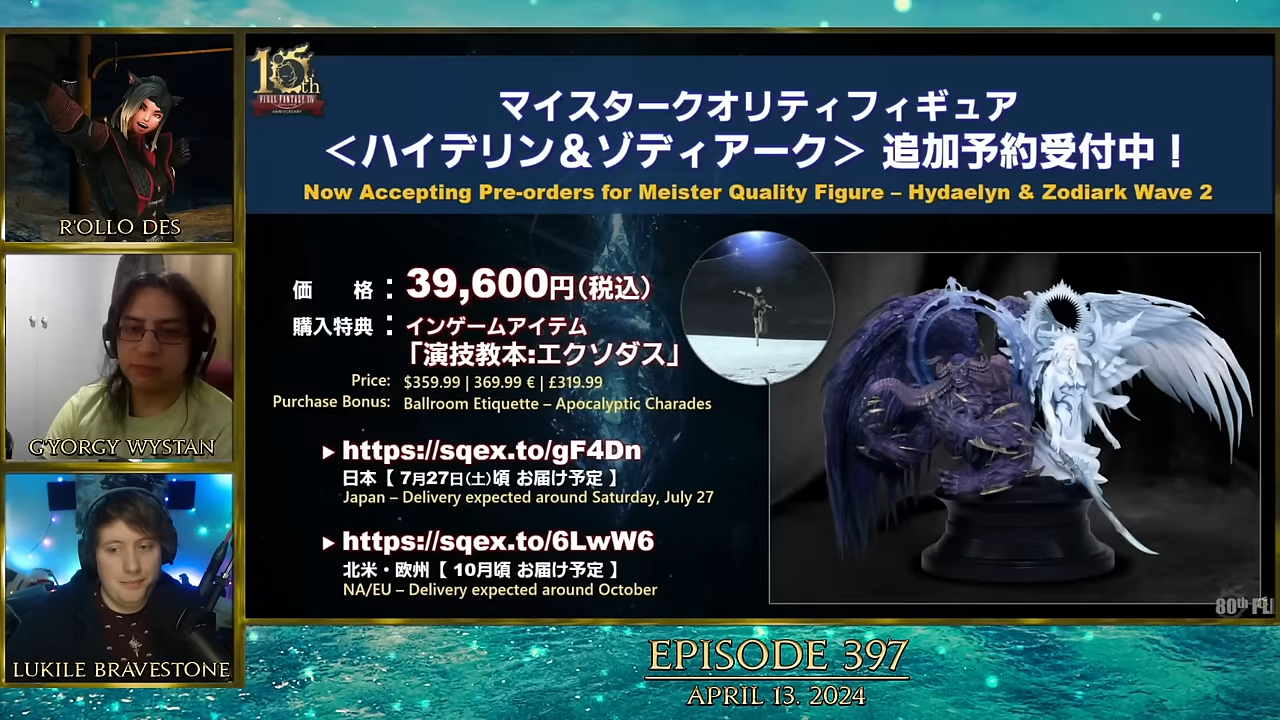 10th
FINAL FANTASY XIV
ANNIVERSARY
マイスタークオリティフィギュア
＜ハイデリン＆ゾディアーク＞ 追加予約受付中！
Now Accepting Pre-orders for Meister Quality Figure – Hydaelyn & Zodiark Wave 2
R'OLLO DES
価　格：39,600円(税込)
購入特典：インゲームアイテム
「演技教本:エクソダス」
Price: $359.99 | 369.99 € | £319.99
Purchase Bonus: Ballroom Etiquette – Apocalyptic Charades
GYORGY WYSTAN
▸ https://sqex.to/gF4Dn
日本【 7月27日(土)頃 お届け予定 】
Japan – Delivery expected around Saturday, July 27
▸ https://sqex.to/6LwW6
北米・欧州【 10月頃 お届け予定 】
NA/EU – Delivery expected around October
80th
LUKILE BRAVESTONE
EPISODE 397
APRIL 13. 2024